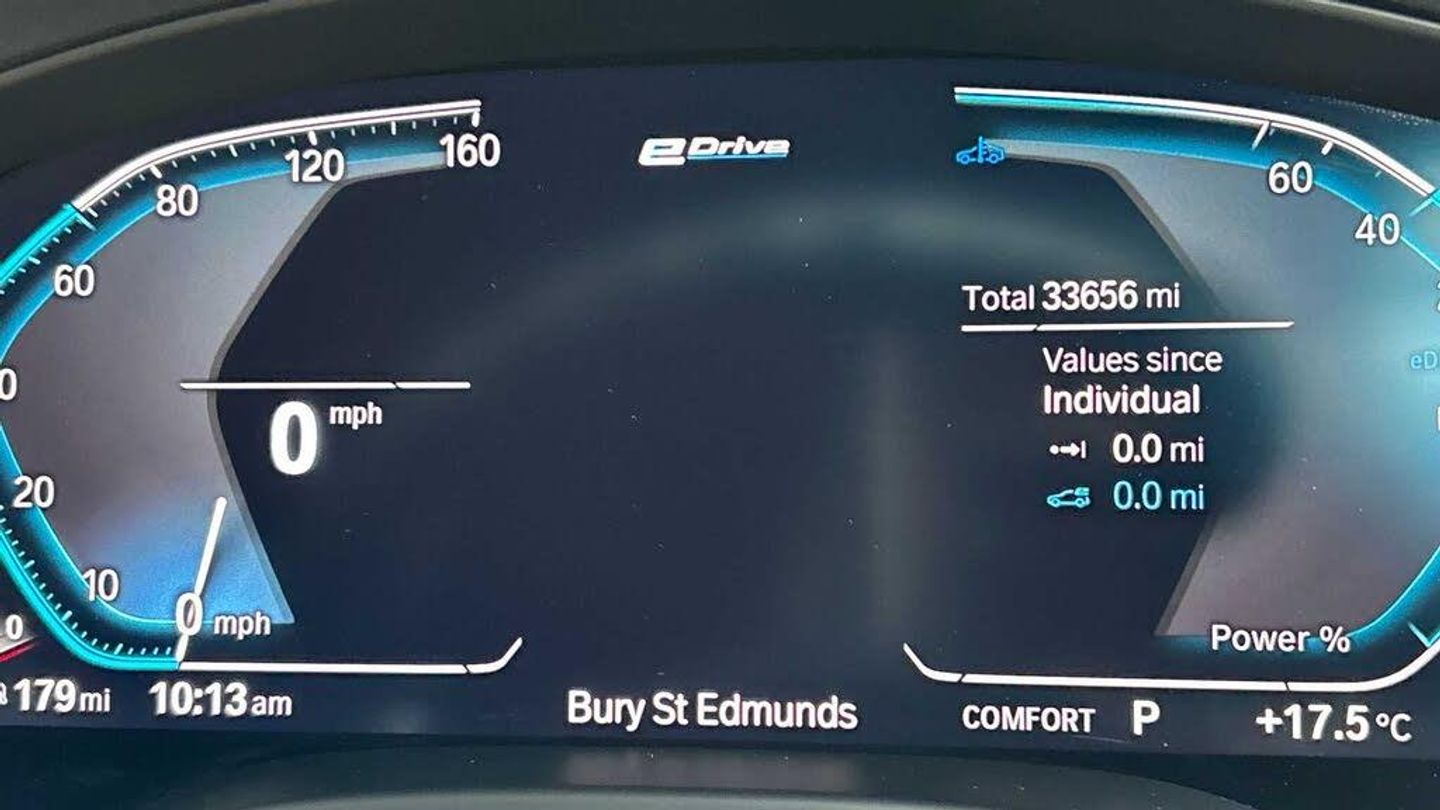 eDrive
160
120
80
60
20
10
0 mph
0 mph
60
40
Total 33656 mi
Values since
Individual
0.0 mi
0.0 mi
Power %
179 mi
10:13 am
Bury St Edmunds
COMFORT P
+17.5 °C